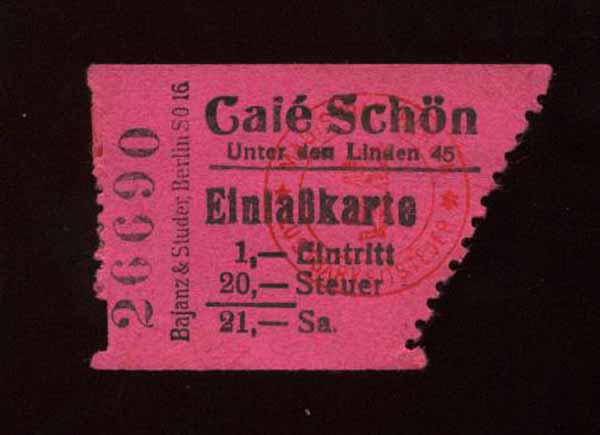 Café Schön
Unter den Linden 45
Einlaßkarte
1,— Eintritt
20,— Steuer
21,— Sa.
26690
Bajanz & Studer, Berlin SO 16.